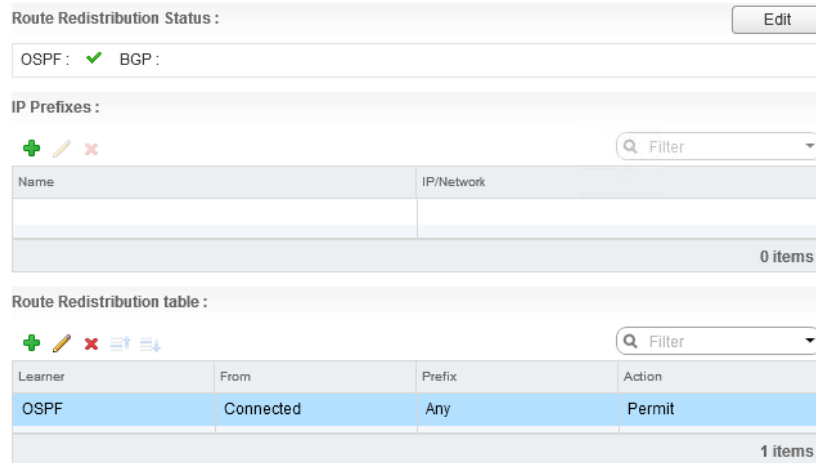 Route Redistribution Status :
Edit
OSPF : BGP :
IP Prefixes :
Filter
Name IP/Network
0 items
Route Redistribution table :
Filter
Learner From Prefix Action
OSPF Connected Any Permit
1 items